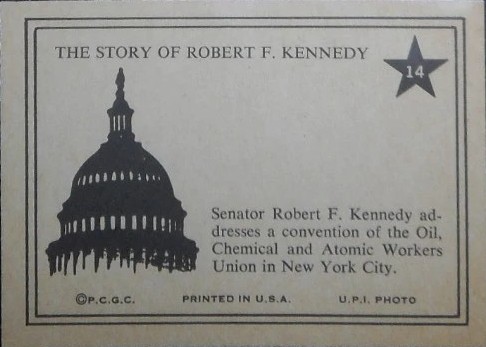 THE STORY OF ROBERT F. KENNEDY
14
Senator Robert F. Kennedy ad-
dresses a convention of the Oil,
Chemical and Atomic Workers
Union in New York City.
©P.C.G.C. PRINTED IN U.S.A. U.P.I. PHOTO